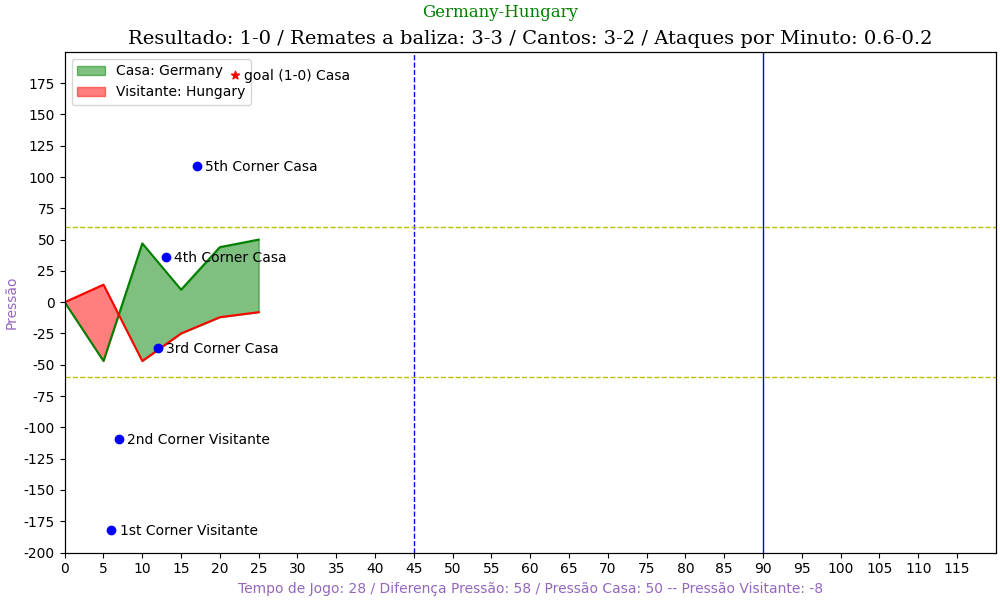 Germany-Hungary
Resultado: 1-0 / Remates a baliza: 3-3 / Cantos: 3-2 / Ataques por Minuto: 0.6-0.2
Casa: Germany
Visitante: Hungary
goal (1-0) Casa
5th Corner Casa
4th Corner Casa
3rd Corner Casa
2nd Corner Visitante
1st Corner Visitante
Pressão
175
150
125
100
75
50
25
0
-25
-50
-75
-100
-125
-150
-175
-200
0 5 10 15 20 25 30 35 40 45 50 55 60 65 70 75 80 85 90 95 100 105 110 115
Tempo de Jogo: 28 / Diferença Pressão: 58 / Pressão Casa: 50 -- Pressão Visitante: -8